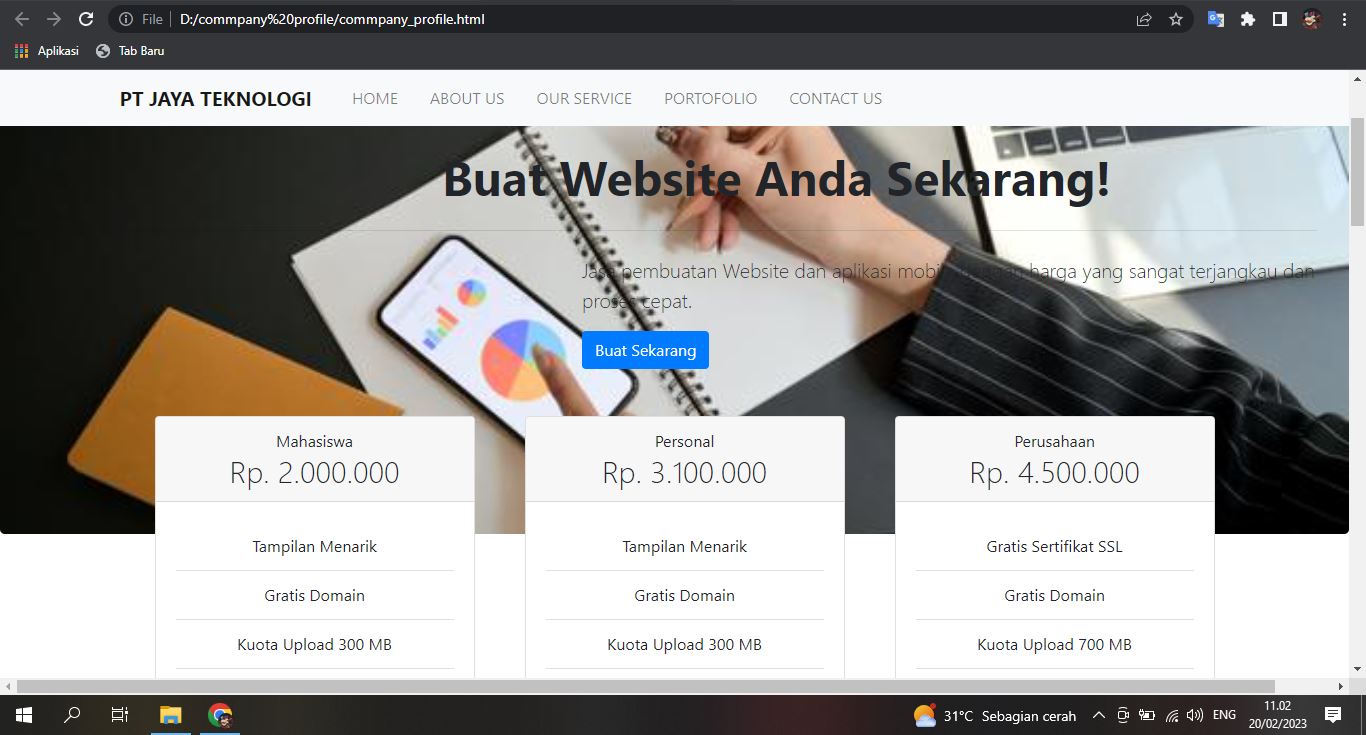 File
D:/commpany%20profile/commpany_profile.html
Aplikasi
Tab Baru
PT JAYA TEKNOLOGI
HOME
ABOUT US
OUR SERVICE
PORTOFOLIO
CONTACT US
Buat Website Anda Sekarang!
Jasa pembuatan Website dan aplikasi mobile dengan harga yang sangat terjangkau dan
proses cepat.
Buat Sekarang
Mahasiswa
Rp. 2.000.000
Tampilan Menarik
Gratis Domain
Kuota Upload 300 MB
Personal
Rp. 3.100.000
Tampilan Menarik
Gratis Domain
Kuota Upload 300 MB
Perusahaan
Rp. 4.500.000
Gratis Sertifikat SSL
Gratis Domain
Kuota Upload 700 MB
31°C Sebagian cerah
ENG
11.02
20/02/2023